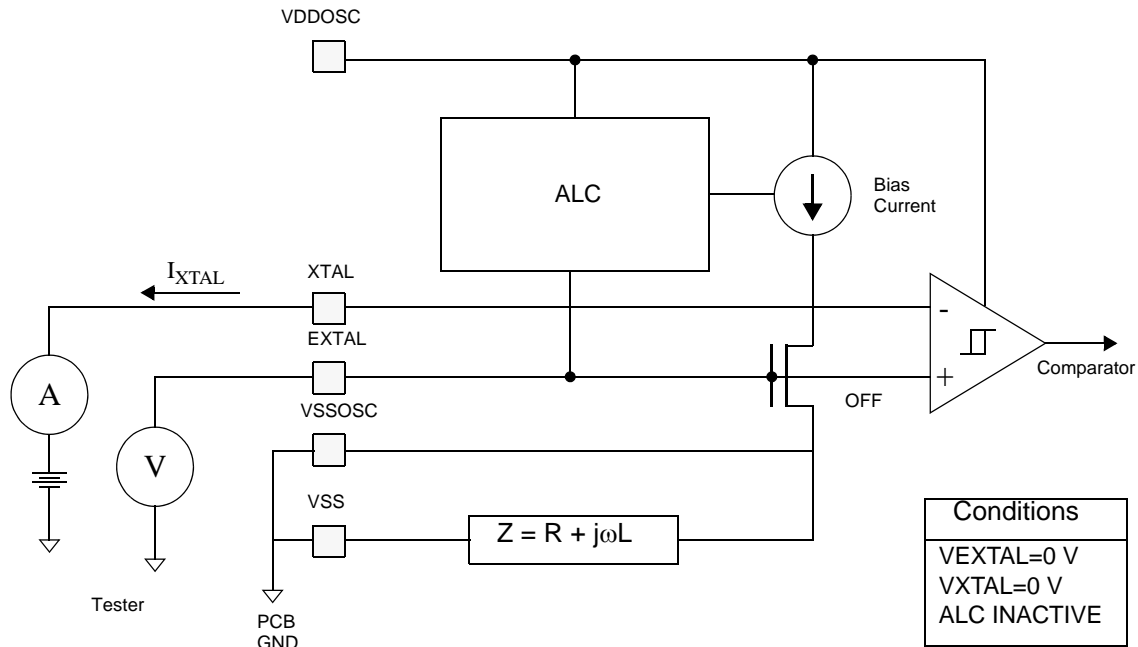 VDDOSC
ALC
Bias
Current
I_XTAL
XTAL
-
EXTAL
Comparator
+
A
OFF
VSSOSC
V
VSS
Z = R + jωL
Conditions
VEXTAL=0 V
VXTAL=0 V
ALC INACTIVE
Tester
PCB
GND